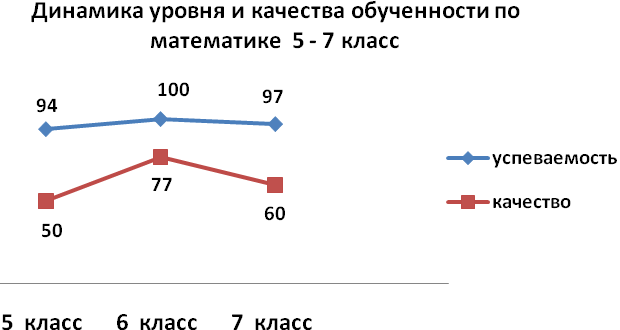 Динамика уровня и качества обученности по
математике 5 - 7 класс
94
100
97
77
50
60
успеваемость
качество
5 класс 6 класс 7 класс